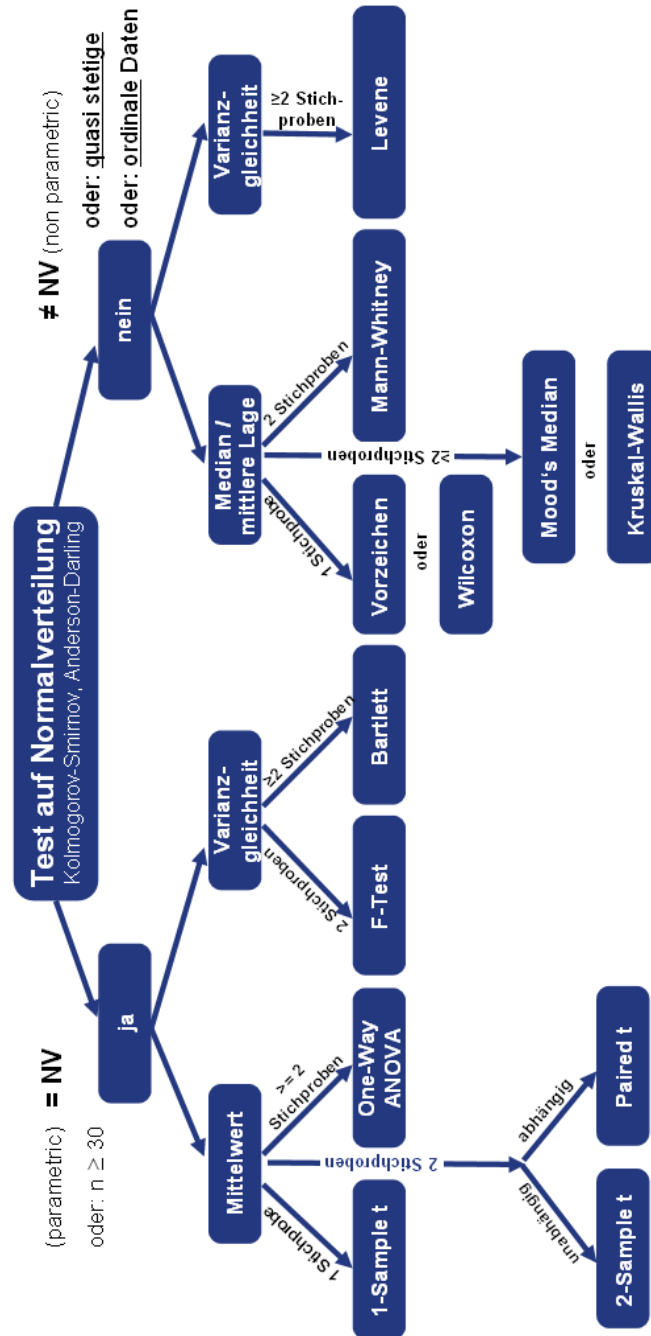 Test auf Normalverteilung
Kolmogorov-Smirnov, Anderson-Darling
(parametric) = NV
oder: n ≥ 30
≠ NV (non parametric)
oder: quasi stetige
oder: ordinale Daten
ja
nein
Mittelwert
Varianz-
gleichheit
Median /
mittlere Lage
Varianz-
gleichheit
1 Stichprobe
2 Stichproben
> = 2
Stichproben
2 Stichproben
≥2 Stichproben
1 Stichprobe
≥2 Stichproben
2 Stichproben
≥2 Stich-
proben
1-Sample t
One-Way
ANOVA
F-Test
Bartlett
Vorzeichen
oder
Wilcoxon
Mann-Whitney
Levene
unabhängig
abhängig
2-Sample t
Paired t
Mood's Median
oder
Kruskal-Wallis